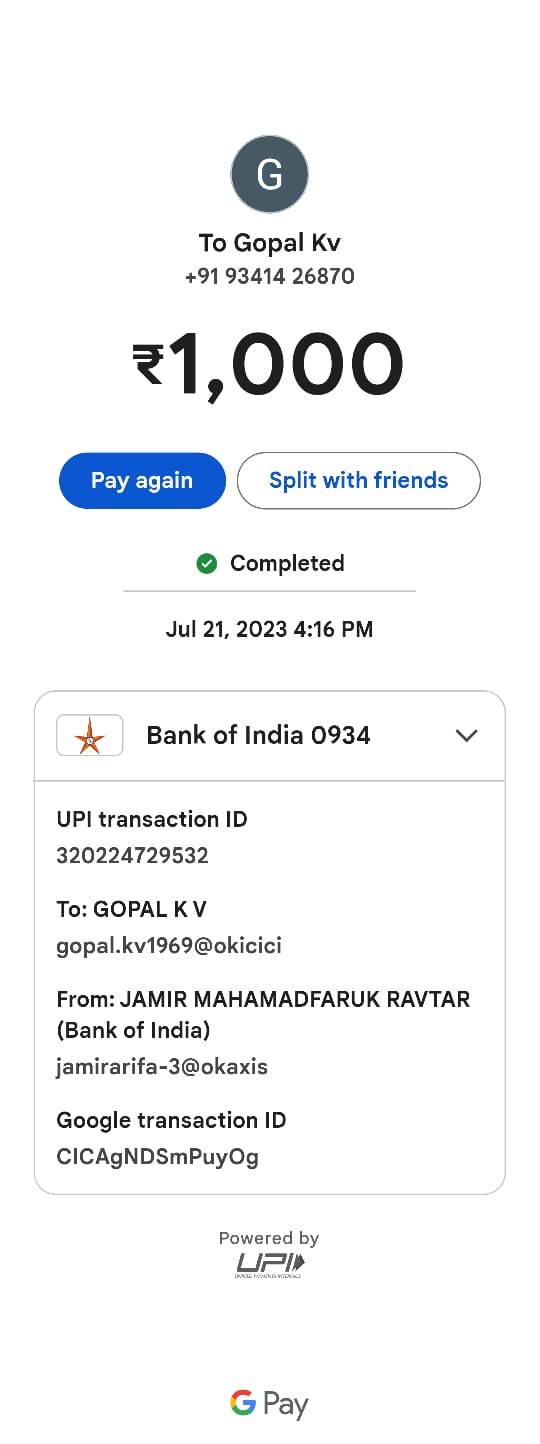 G
To Gopal Kv
+91 93414 26870
₹1,000
Pay again
Split with friends
Completed
Jul 21, 2023 4:16 PM
Bank of India 0934
UPI transaction ID
320224729532
To: GOPAL K V
gopal.kv1969@okicici
From: JAMIR MAHAMADFARUK RAVTAR
(Bank of India)
jamirarifa-3@okaxis
Google transaction ID
CICAgNDSmPuyOg
Powered by
UPI
UNIFIED PAYMENTS INTERFACE
G Pay